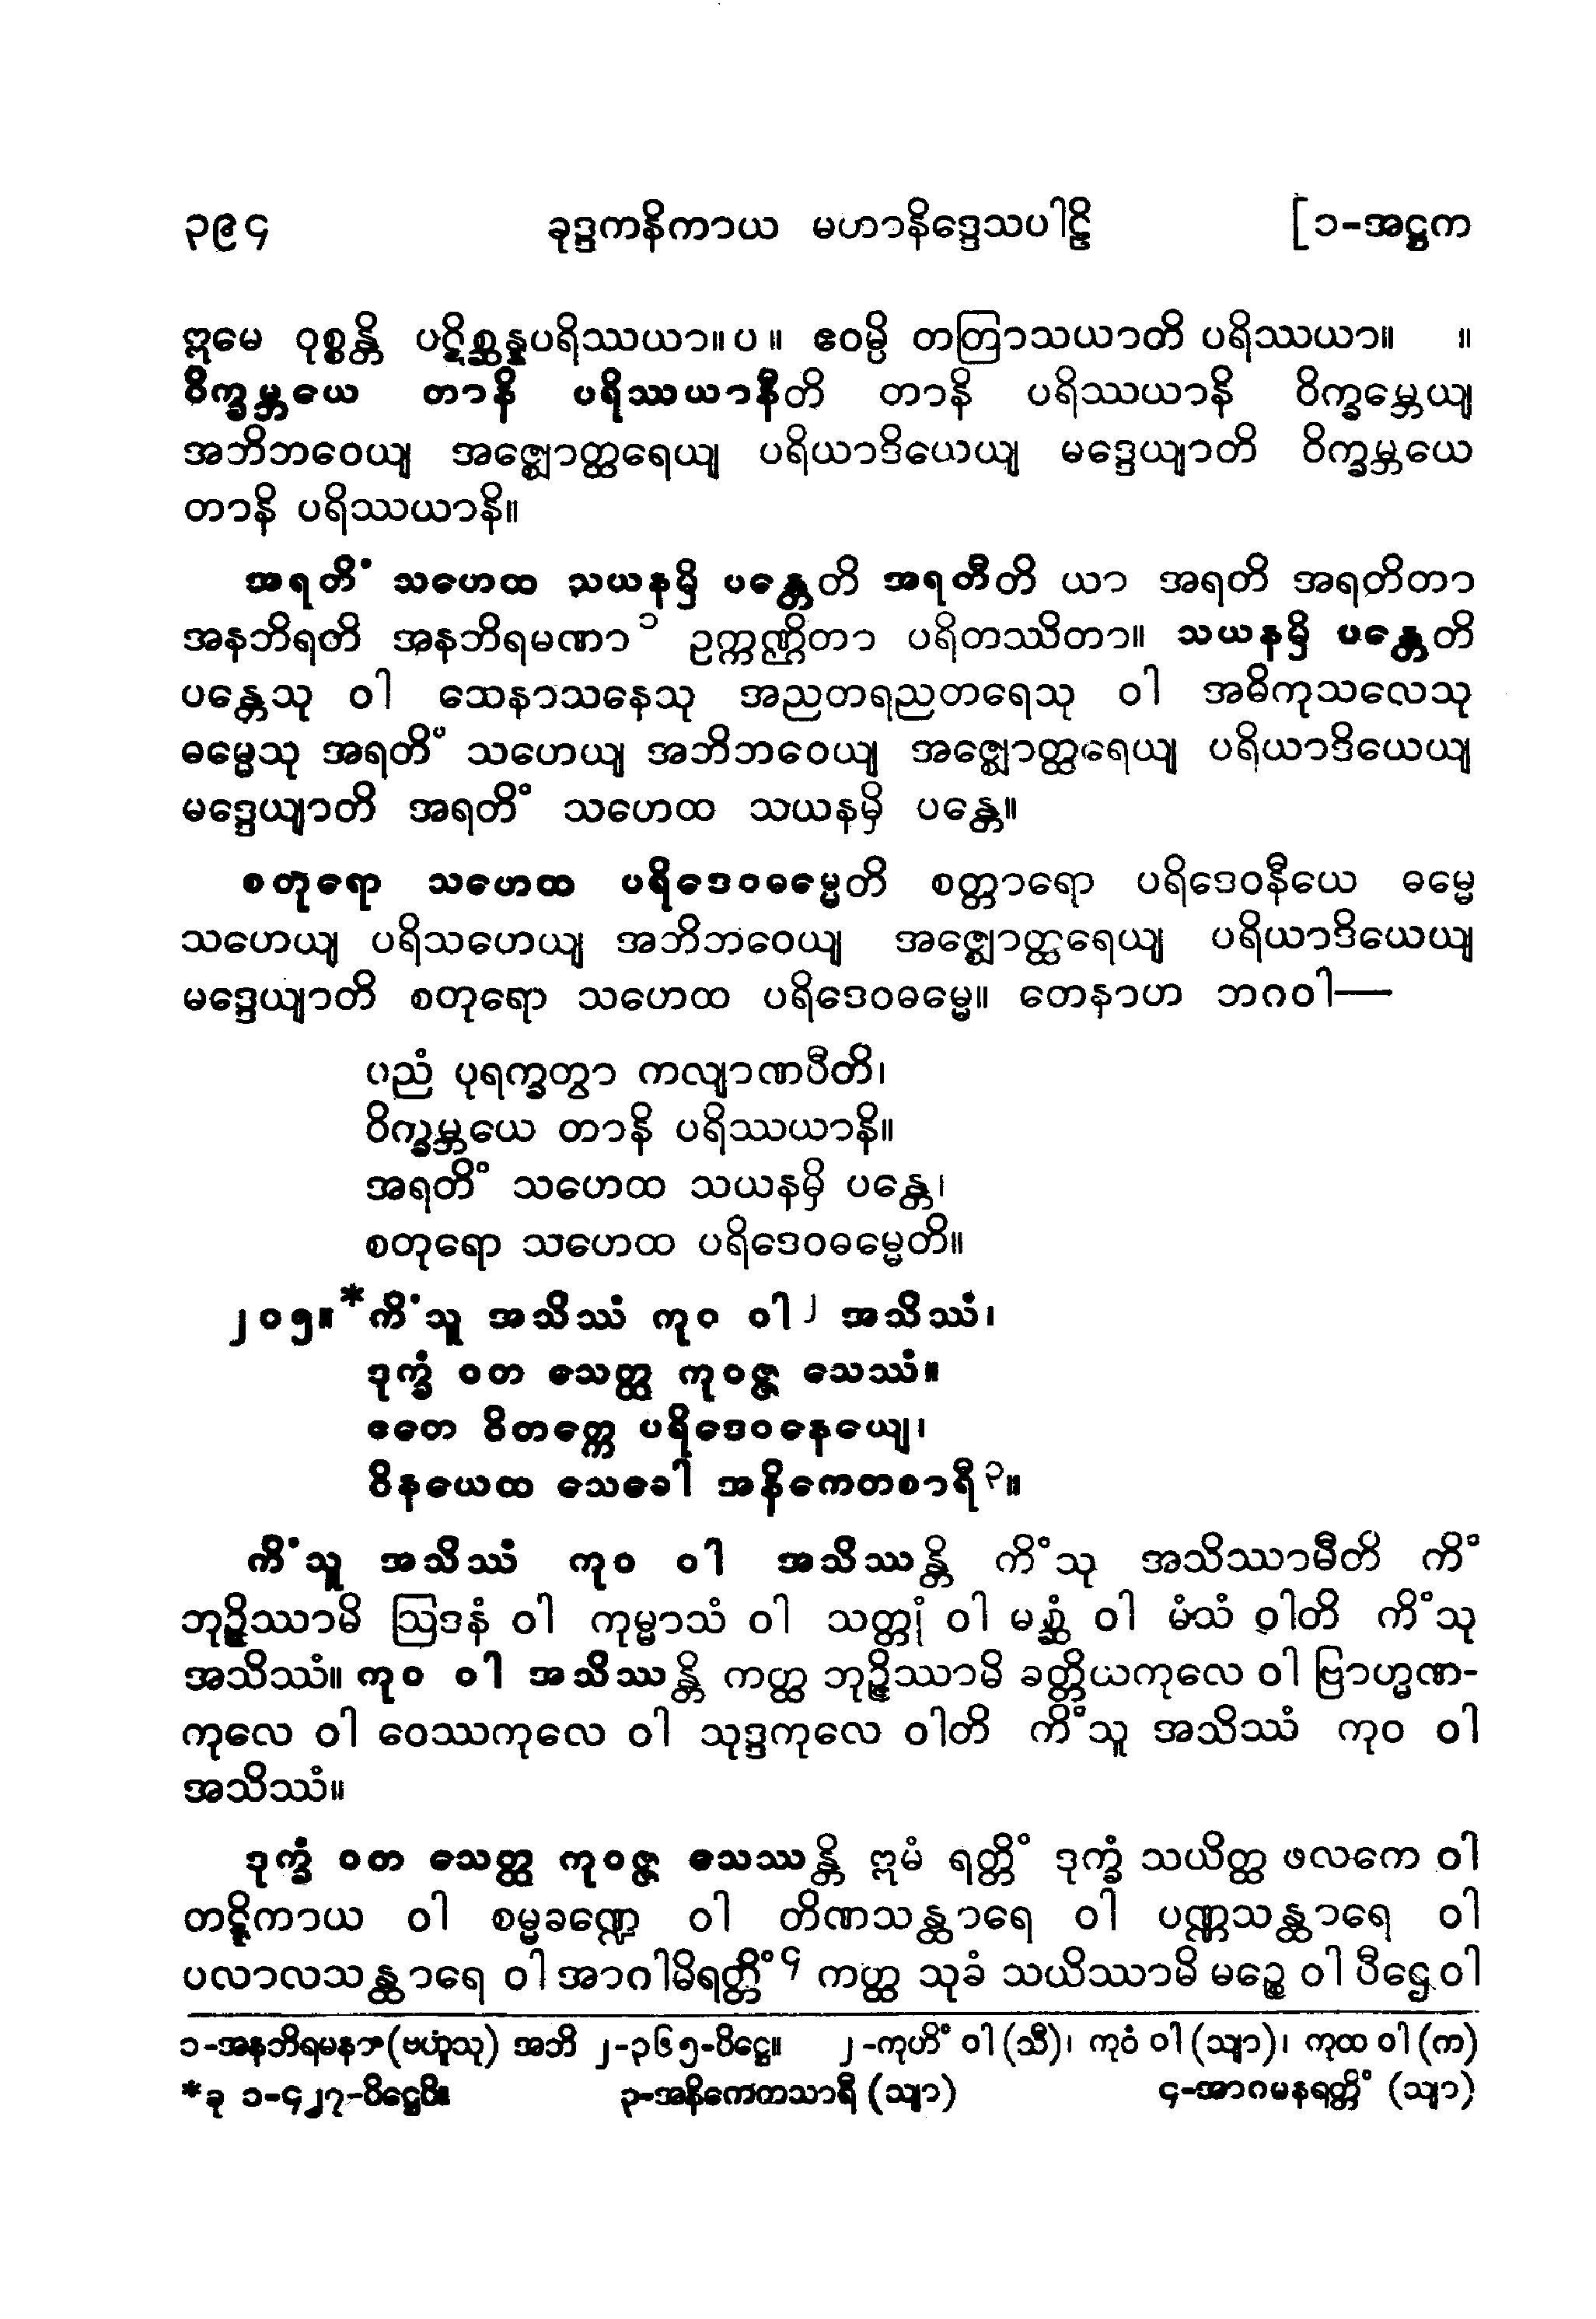 ၃၉၄ ခုဒ္ဒကနိကာယ မဟာနိဒ္ဒေသပါဠိ [၁-အဋ္ဌက
ဣမေ ဝုစ္စန္တိ ပဋိစ္ဆန္နပရိဿယာ။ပ။ ဧဝမ္ပိ တတြာသယာတိ ပရိဿယာ။ ။
ဝိက္ခမ္ဘယေ တာနိ ပရိဿယာနီတိ တာနိ ပရိဿယာနိ ဝိက္ခမ္ဘေယျ
အဘိဘဝေယျ အဇ္ဈောတ္ထရေယျ ပရိယာဒိယေယျ မဒ္ဒေယျာတိ ဝိက္ခမ္ဘယေ
တာနိ ပရိဿယာနိ။
အရတိံ သဟေထ သယနမှိ ပန္တေတိ အရတီတိ ယာ အရတိ အရတိတာ
အနဘိရတိ အနဘိရမဏာ၁ ဥက္ကဏ္ဌိတာ ပရိတဿိတာ။ သယနမှိ ပန္တေတိ
ပန္တေသု ဝါ သေနာသနေသု အညတရညတရေသု ဝါ အဓိကုသလေသု
ဓမ္မေသု အရတိံ သဟေယျ အဘိဘဝေယျ အဇ္ဈောတ္ထရေယျ ပရိယာဒိယေယျ
မဒ္ဒေယျာတိ အရတိံ သဟေထ သယနမှိ ပန္တေ။
စတုရော သဟေထ ပရိဒေဝဓမ္မေတိ စတ္တာရော ပရိဒေဝနီယေ ဓမ္မေ
သဟေယျ ပရိသဟေယျ အဘိဘဝေယျ အဇ္ဈောတ္ထရေယျ ပရိယာဒိယေယျ
မဒ္ဒေယျာတိ စတုရော သဟေထ ပရိဒေဝဓမ္မေ။ တေနာဟ ဘဂဝါ—
ပညံ ပုရက္ခတွာ ကလျာဏပီတိ၊
ဝိက္ခမ္ဘယေ တာနိ ပရိဿယာနိ။
အရတိံ သဟေထ သယနမှိ ပန္တေ၊
စတုရော သဟေထ ပရိဒေဝဓမ္မေတိ။
၂၀၅။*ကိံသူ အသိဿံ ကုဝ ဝါ၂ အသိဿံ၊
ဒုက္ခံ ဝတ သေတ္ထ ကုဝဇ္ဇ သေဿံ။
ဧတေ ဝိတက္ကေ ပရိဒေဝနေယျေ၊
ဝိနယေထ သေခေါ အနိကေတစာရီ၃။
ကိံသူ အသိဿံ ကုဝ ဝါ အသိဿန္တိ ကိံသု အသိဿာမီတိ ကိံ
ဘုဉ္ဇိဿာမိ ဩဒနံ ဝါ ကုမ္မာသံ ဝါ သတ္တုံ ဝါ မစ္ဆံ ဝါ မံသံ ဝါတိ ကိံသု
အသိဿံ။ ကုဝ ဝါ အသိဿန္တိ ကတ္ထ ဘုဉ္ဇိဿာမိ ခတ္တိယကုလေ ဝါ ဗြာဟ္မဏ-
ကုလေ ဝါ ဝေဿကုလေ ဝါ သုဒ္ဒကုလေ ဝါတိ ကိံသူ အသိဿံ ကုဝ ဝါ
အသိဿံ။
ဒုက္ခံ ဝတ သေတ္ထ ကုဝဇ္ဇ သေဿန္တိ ဣမံ ရတ္တိံ ဒုက္ခံ သယိတ္ထ ဖလကေ ဝါ
တဋ္ဋိကာယ ဝါ စမ္မခဏ္ဍေ ဝါ တိဏသန္ထာရေ ဝါ ပဏ္ဏသန္ထာရေ ဝါ
ပလာလသန္ထာရေ ဝါ အာဂါမိရတ္တိံ၄ ကတ္ထ သုခံ သယိဿာမိ မဉ္စေ ဝါ ပီဌေ ဝါ
၁-အနဘိရမနာ (ဗဟူသု) အဘိ ၂-၃၆၅-ပိဋ္ဌေ။ ၂-ကုဟိံ ဝါ (သီ)၊ ကုဝံ ဝါ (သျာ)၊ ကုထ ဝါ (က)
*ခု ၁-၄၂၇-ပိဋ္ဌေပိ။ ၃-အနိကေတသာရီ (သျာ) ၄-အာဂမနရတ္တိံ (သျာ)